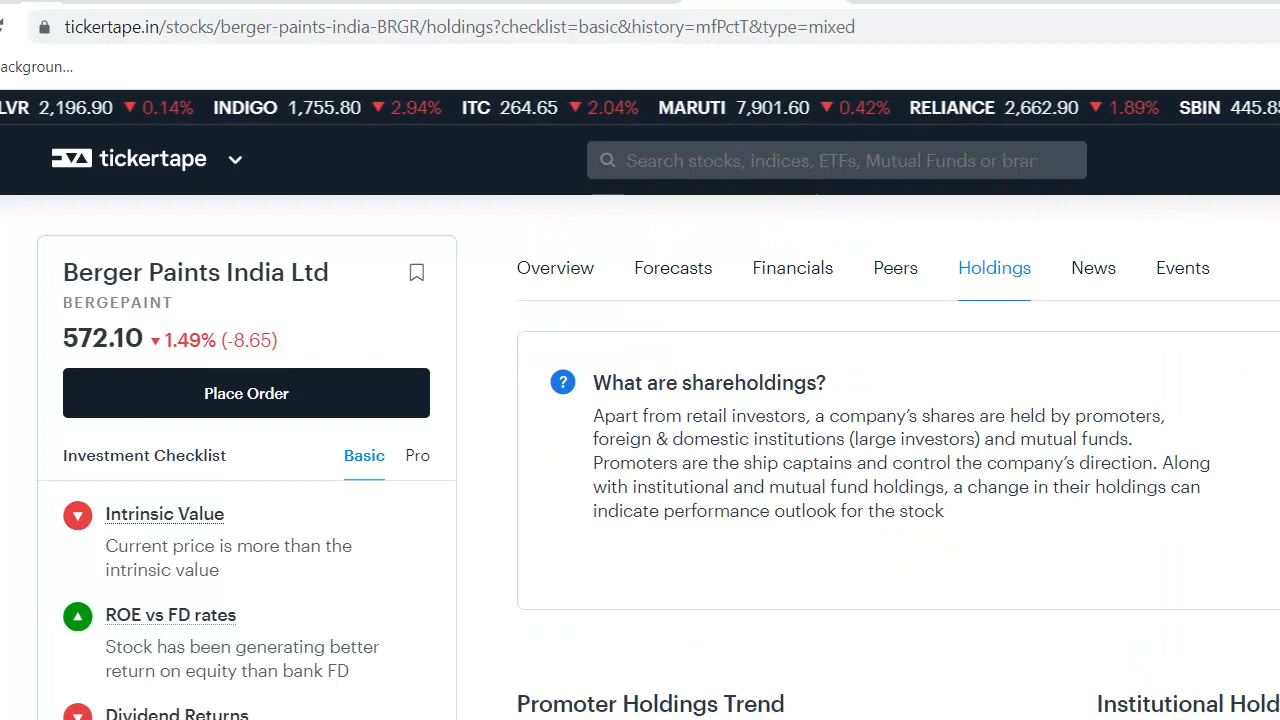 tickertape.in/stocks/berger-paints-india-BRGR/holdings?checklist=basic&history=mfPctT&type=mixed
ackgroun...
LVR 2,196.90 ▼ 0.14% INDIGO 1,755.80 ▼ 2.94% ITC 264.65 ▼ 2.04% MARUTI 7,901.60 ▼ 0.42% RELIANCE 2,662.90 ▼ 1.89% SBIN 445.85
tickertape
Search stocks, indices, ETFs, Mutual Funds or bran
Berger Paints India Ltd
BERGEPAINT
572.10 ▼ 1.49% (-8.65)
Place Order
Investment Checklist Basic Pro
Intrinsic Value
Current price is more than the
intrinsic value
ROE vs FD rates
Stock has been generating better
return on equity than bank FD
Dividend Returns
Overview Forecasts Financials Peers Holdings News Events
? What are shareholdings?
Apart from retail investors, a company's shares are held by promoters,
foreign & domestic institutions (large investors) and mutual funds.
Promoters are the ship captains and control the company's direction. Along
with institutional and mutual fund holdings, a change in their holdings can
indicate performance outlook for the stock
Promoter Holdings Trend Institutional Hold